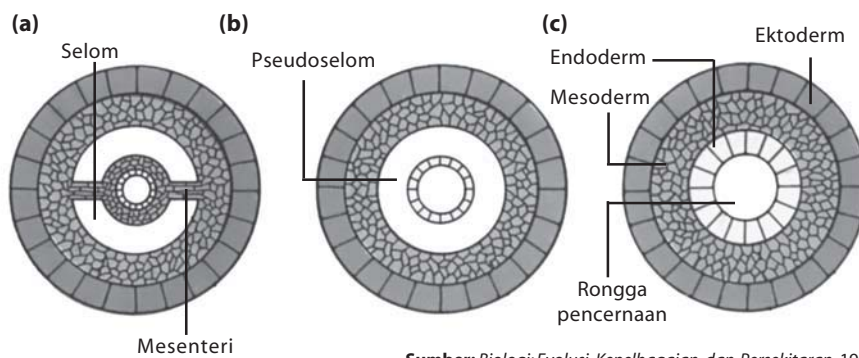 (a)
Selom
Mesenteri
(b)
Pseudoselom
(c)
Endoderm
Mesoderm
Ektoderm
Rongga
pencernaan